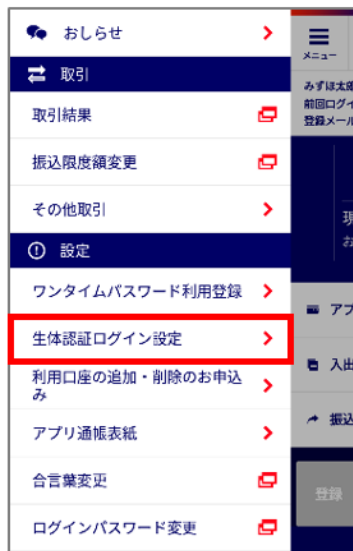 おしらせ
メニュー
取引
取引結果
振込限度額変更
その他取引
設定
ワンタイムパスワード利用登録
生体認証ログイン設定
利用口座の追加・削除のお申込
み
アプリ通帳表紙
合言葉変更
ログインパスワード変更
みずほ太郎
前回ログイ
登録メール
現
お
アプ
入出
振込
登録